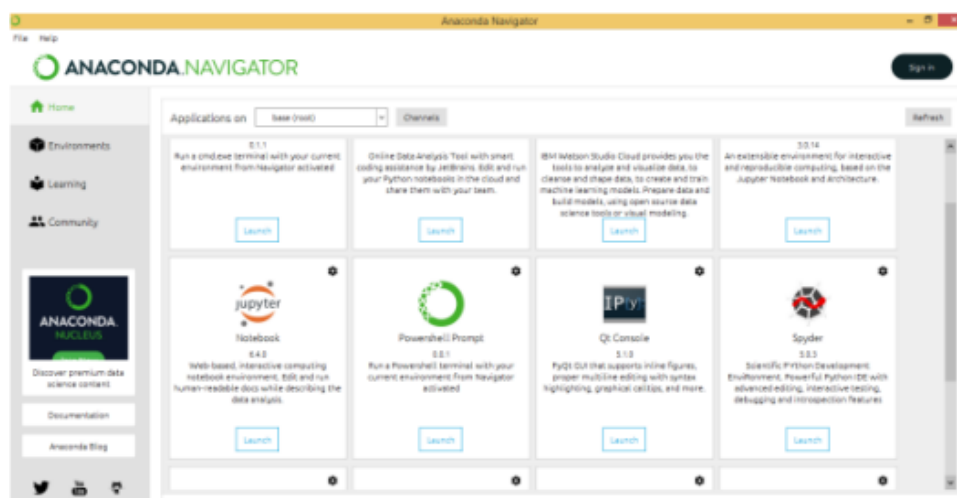 Anaconda Navigator
File Help
ANACONDA.NAVIGATOR
Sign in
Home
Environments
Learning
Community
ANACONDA.
NUCLEUS
Discover premium data
science content
Documentation
Anaconda Blog
You
Applications on base (root) Channels Refresh
0.1.1
Run a cmd.exe terminal with your current
environment from Navigator activated
Launch
Online Data Analysis Tool with smart
coding assistance by JetBrains. Edit and run
your Python notebooks in the cloud and
share them with your team.
Launch
IBM Watson Studio Cloud provides you the
tools to analyze and visualize data, to
cleanse and shape data, to create and train
machine learning models. Prepare data and
build models, using open source data
science tools or visual modeling.
Launch
3.0.14
An extensible environment for interactive
and reproducible computing, based on the
Jupyter Notebook and Architecture.
Launch
jupyter
Notebook
6.4.0
Web-based, interactive computing
notebook environment. Edit and run
human-readable docs while describing the
data analysis.
Launch
Powershell Prompt
0.0.1
Run a Powershell terminal with your
current environment from Navigator
activated
Launch
IP[y]:
Qt Console
5.1.0
PyQt GUI that supports inline figures,
proper multiline editing with syntax
highlighting, graphical calltips, and more.
Launch
Spyder
5.0.3
Scientific PYthon Development
EnviRonment. Powerful Python IDE with
advanced editing, interactive testing,
debugging and introspection features
Launch